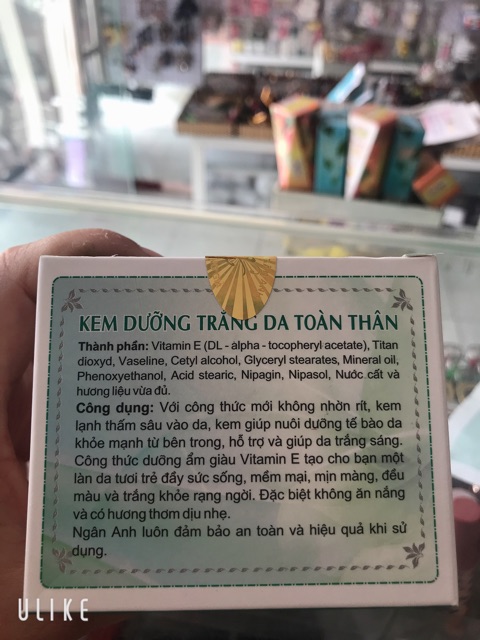 KEM DƯỠNG TRẮNG DA TOÀN THÂN
Thành phần: Vitamin E (DL - alpha - tocopheryl acetate), Titan
dioxyd, Vaseline, Cetyl alcohol, Glyceryl stearates, Mineral oil,
Phenoxyethanol, Acid stearic, Nipagin, Nipasol, Nước cất và
hương liệu vừa đủ.
Công dụng: Với công thức mới không nhờn rít, kem
lạnh thấm sâu vào da, kem giúp nuôi dưỡng tế bào da
khỏe mạnh từ bên trong, hỗ trợ và giúp da trắng sáng.
Công thức dưỡng ẩm giàu Vitamin E tạo cho bạn một
làn da tươi trẻ đầy sức sống, mềm mại, mịn màng, đều
màu và trắng khỏe rạng ngời. Đặc biệt không ăn nắng
và có hương thơm dịu nhẹ.
Ngân Anh luôn đảm bảo an toàn và hiệu quả khi sử
dụng.
ULIKE